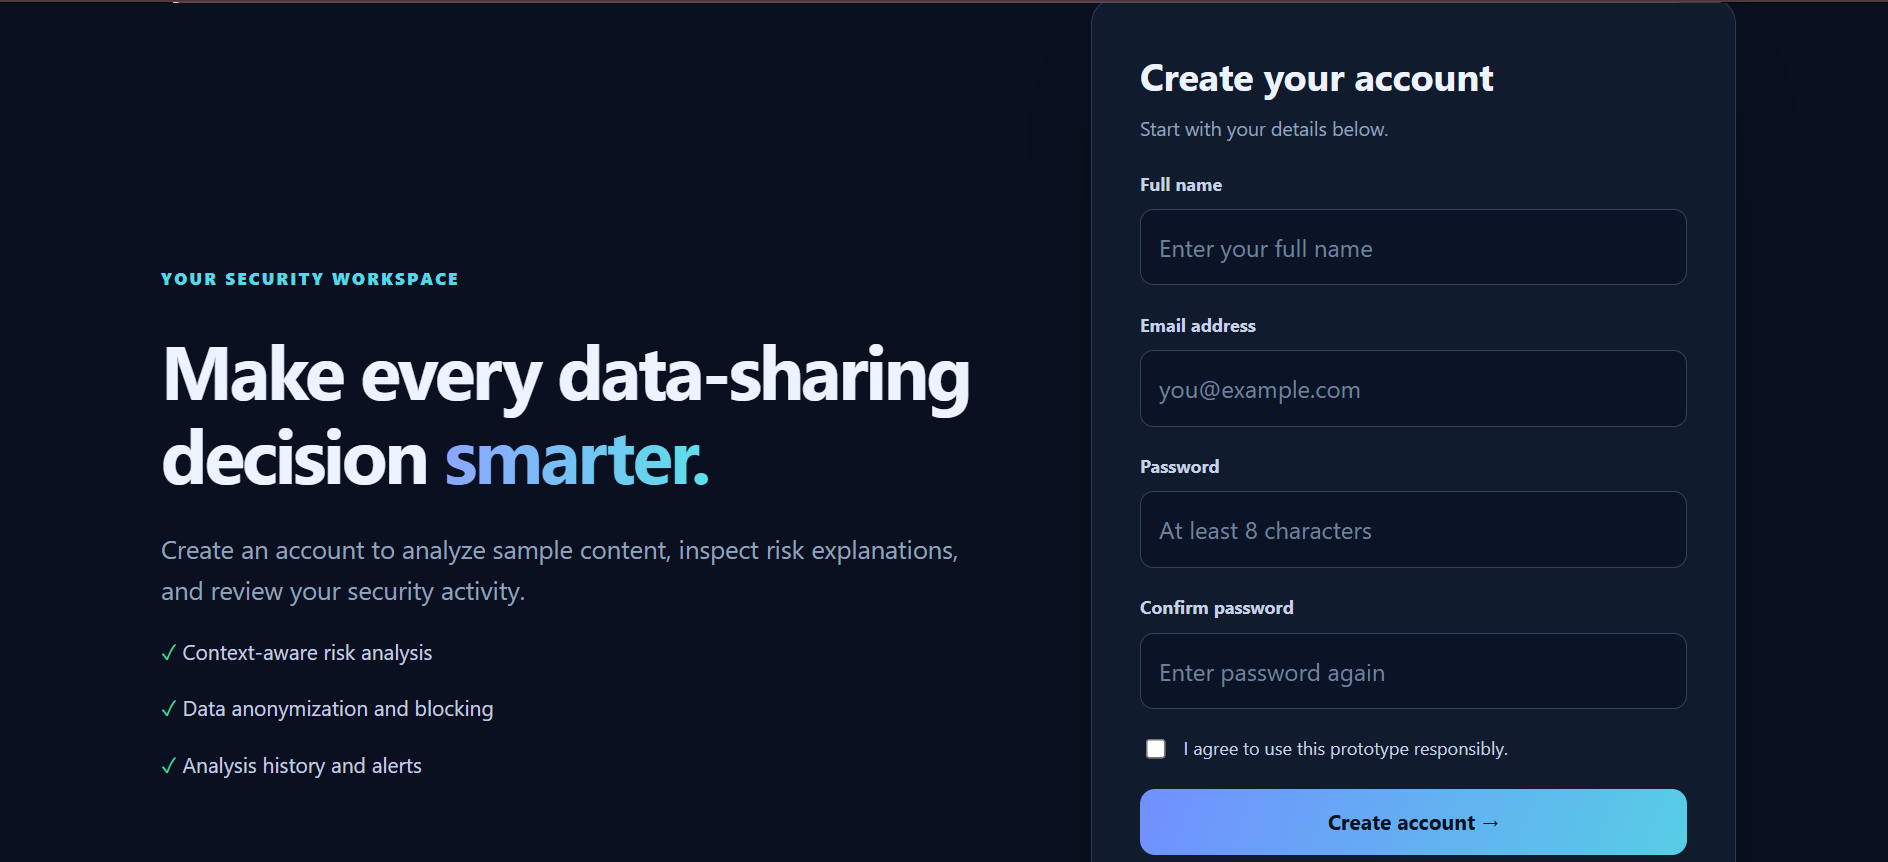 YOUR SECURITY WORKSPACE
Make every data-sharing
decision smarter.
Create an account to analyze sample content, inspect risk explanations,
and review your security activity.
✓ Context-aware risk analysis
✓ Data anonymization and blocking
✓ Analysis history and alerts
Create your account
Start with your details below.
Full name
Enter your full name
Email address
you@example.com
Password
At least 8 characters
Confirm password
Enter password again
I agree to use this prototype responsibly.
Create account →